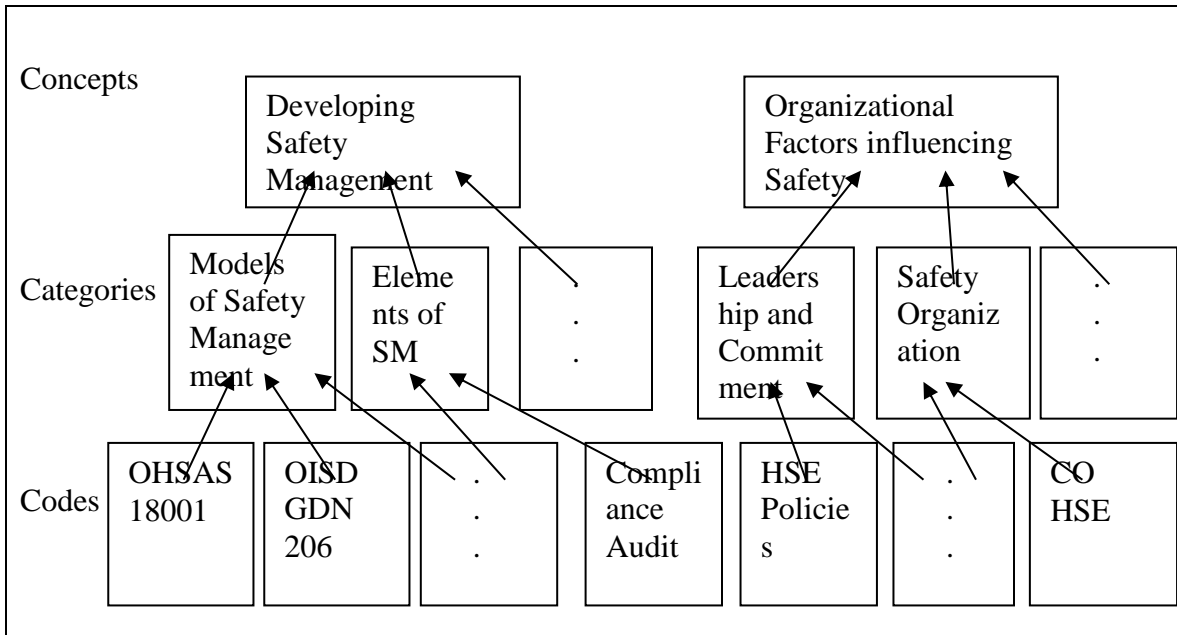 Concepts
Developing
Safety
Management
Organizational
Factors influencing
Safety
Categories
Models
of Safety
Manage
ment
Eleme
nts of
SM
.
.
.
Leaders
hip and
Commit
ment
Safety
Organiz
ation
.
.
.
Codes
OHSAS
18001
OISD
GDN
206
.
.
.
Compli
ance
Audit
HSE
Policie
s
.
.
.
CO
HSE